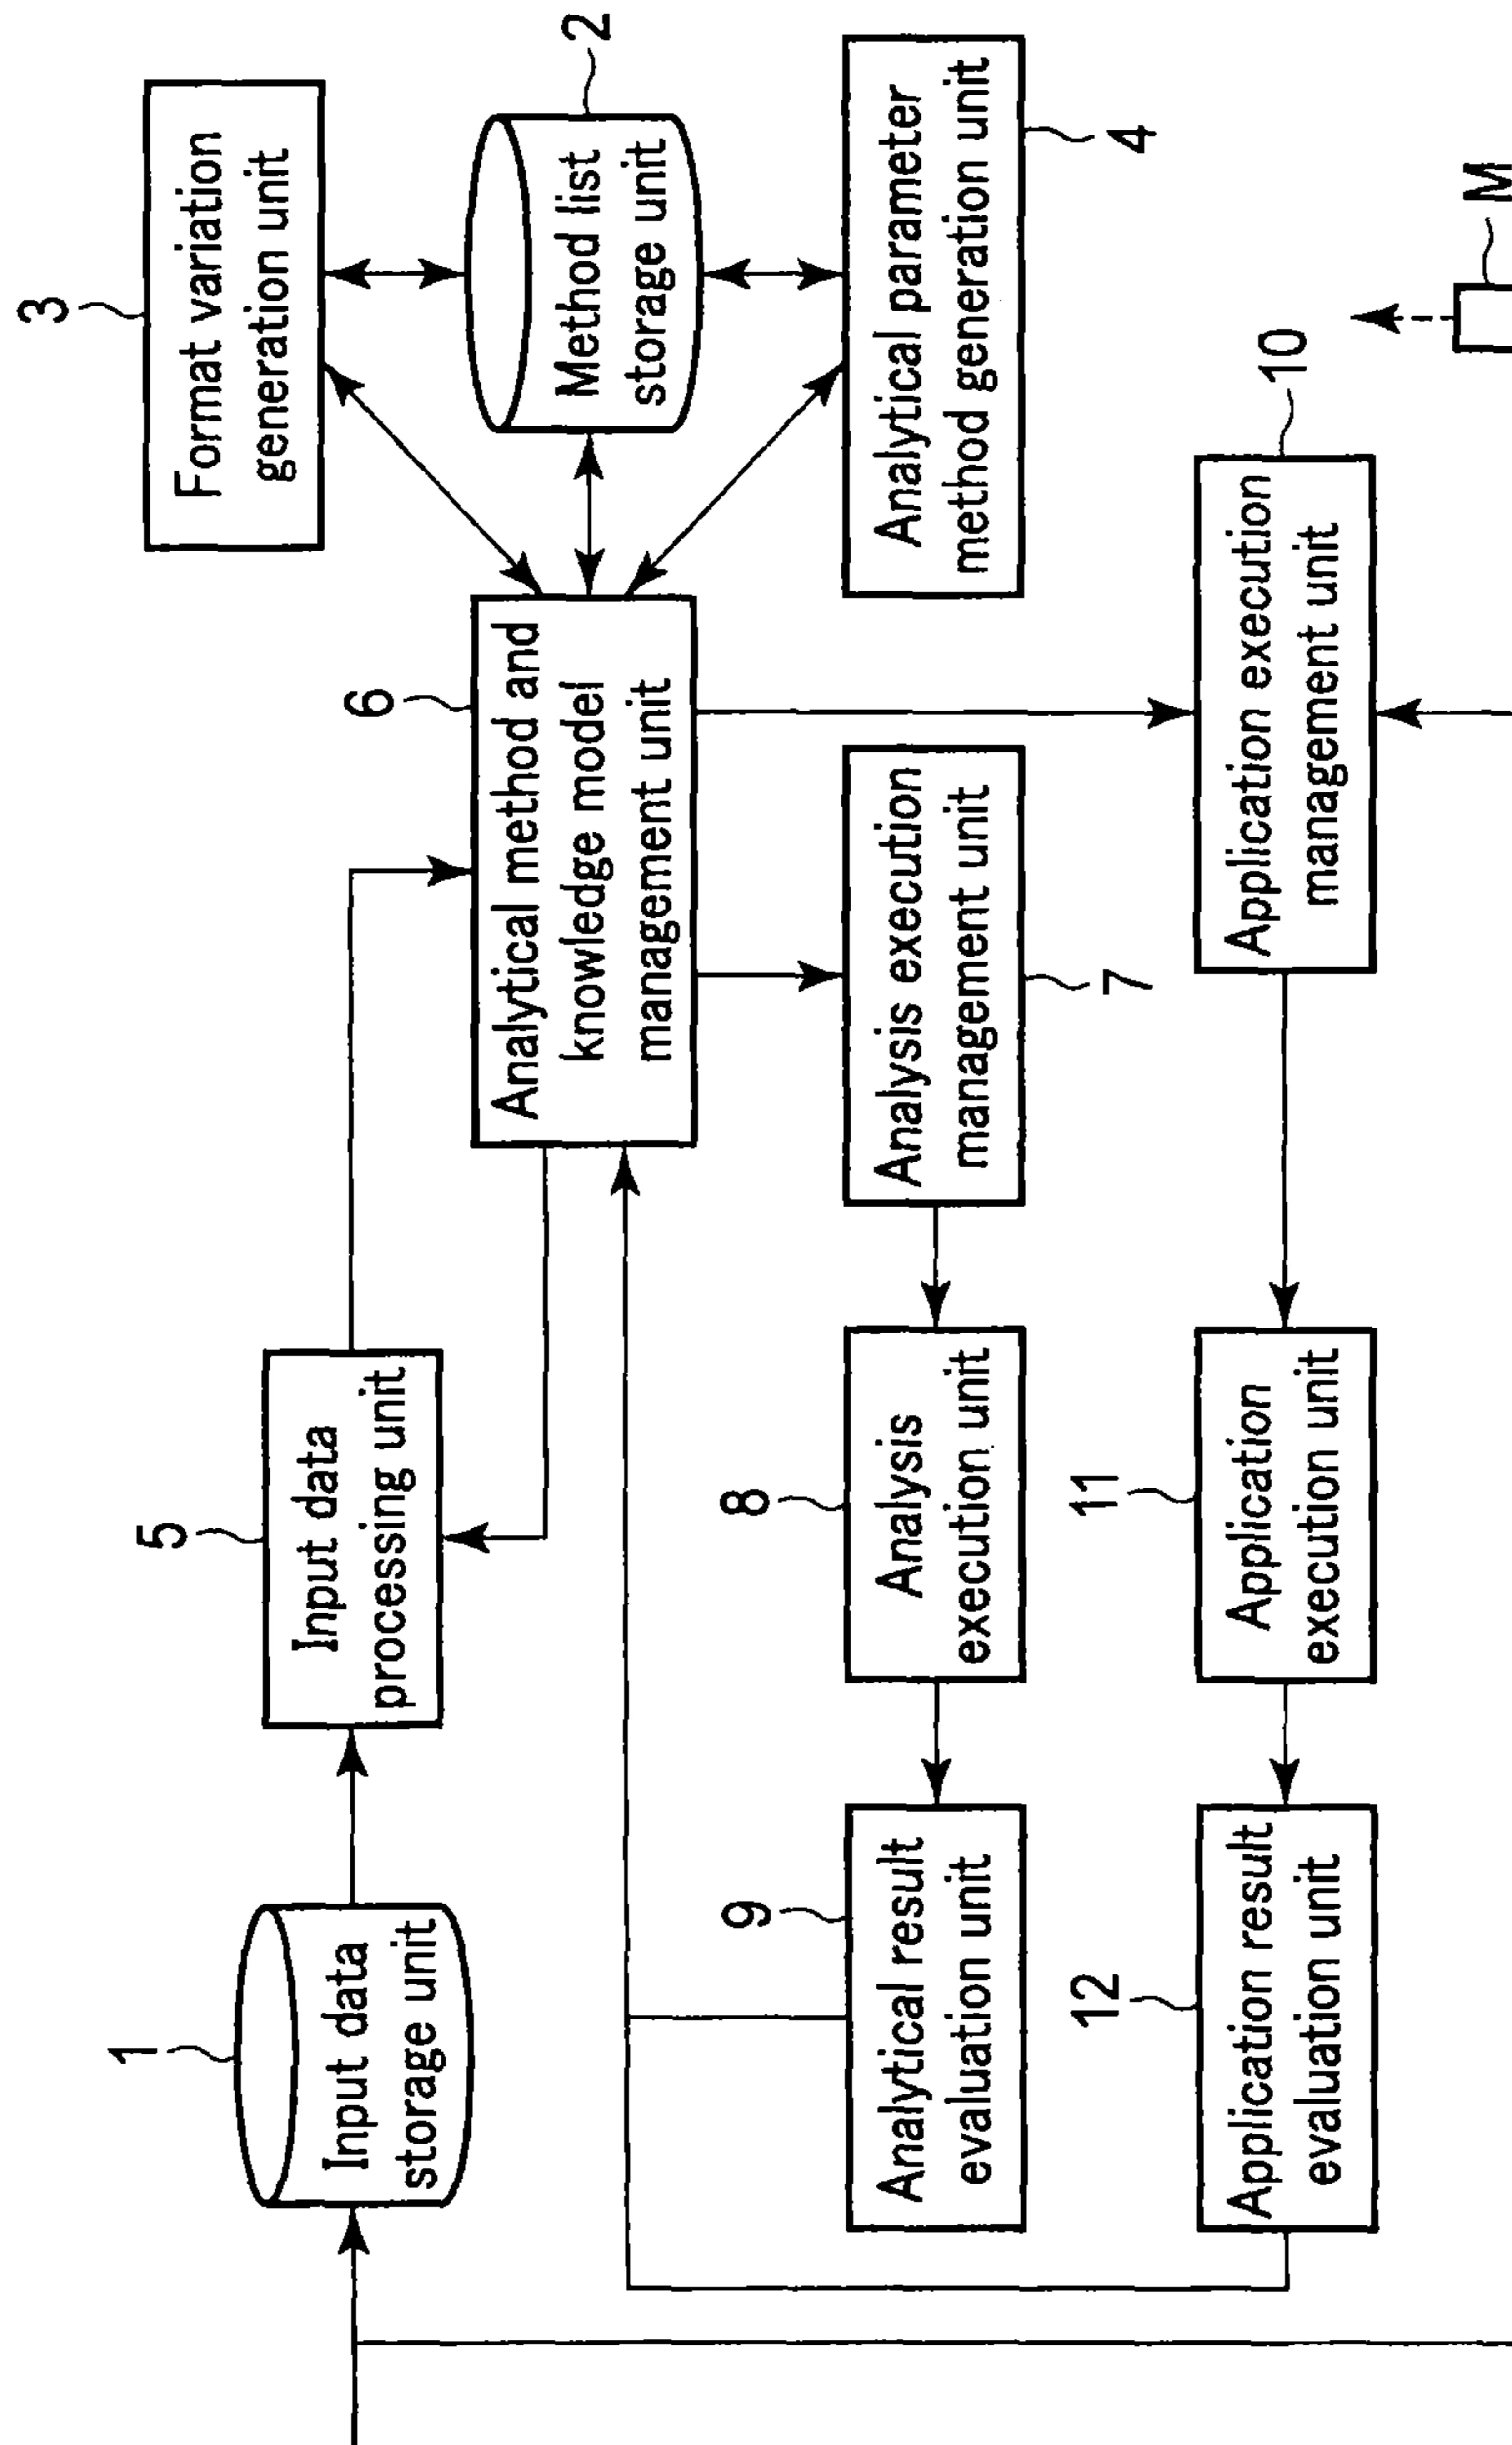 1
Input data
storage unit
5
Input data
processing unit
3
Format variation
generation unit
2
Method list
storage unit
6
Analytical method and
knowledge model
management unit
9
Analytical result
evaluation unit
8
Analysis
execution unit
Analysis execution
management unit
7
Analytical parameter
method generation unit
4
12
Application result
evaluation unit
11
Application
execution unit
10
Application execution
management unit
M